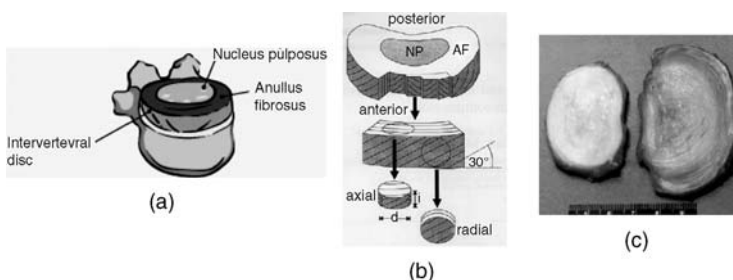 Nucleus pulposus
Anullus
fibrosus
Intervertevral
disc
(a)
posterior
NP
AF
anterior
30°
axial
d
radial
(b)
(c)